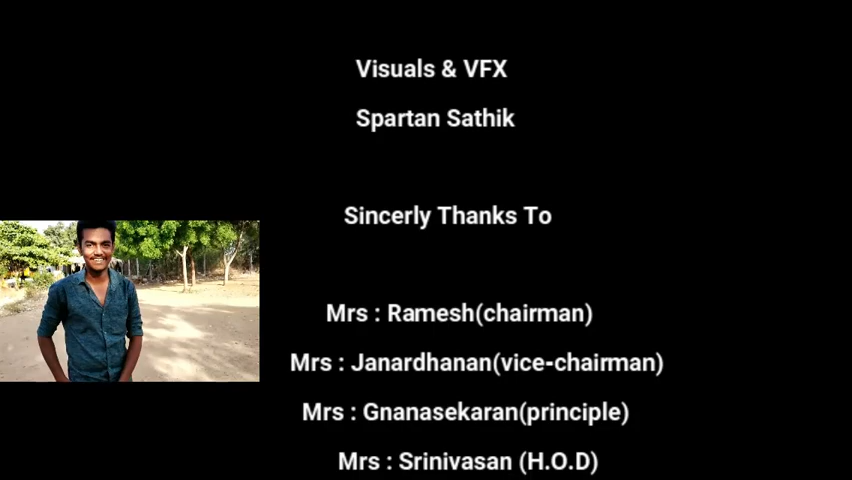 Visuals & VFX
Spartan Sathik
Sincerly Thanks To
Mrs : Ramesh(chairman)
Mrs : Janardhanan(vice-chairman)
Mrs : Gnanasekaran(principle)
Mrs : Srinivasan (H.O.D)